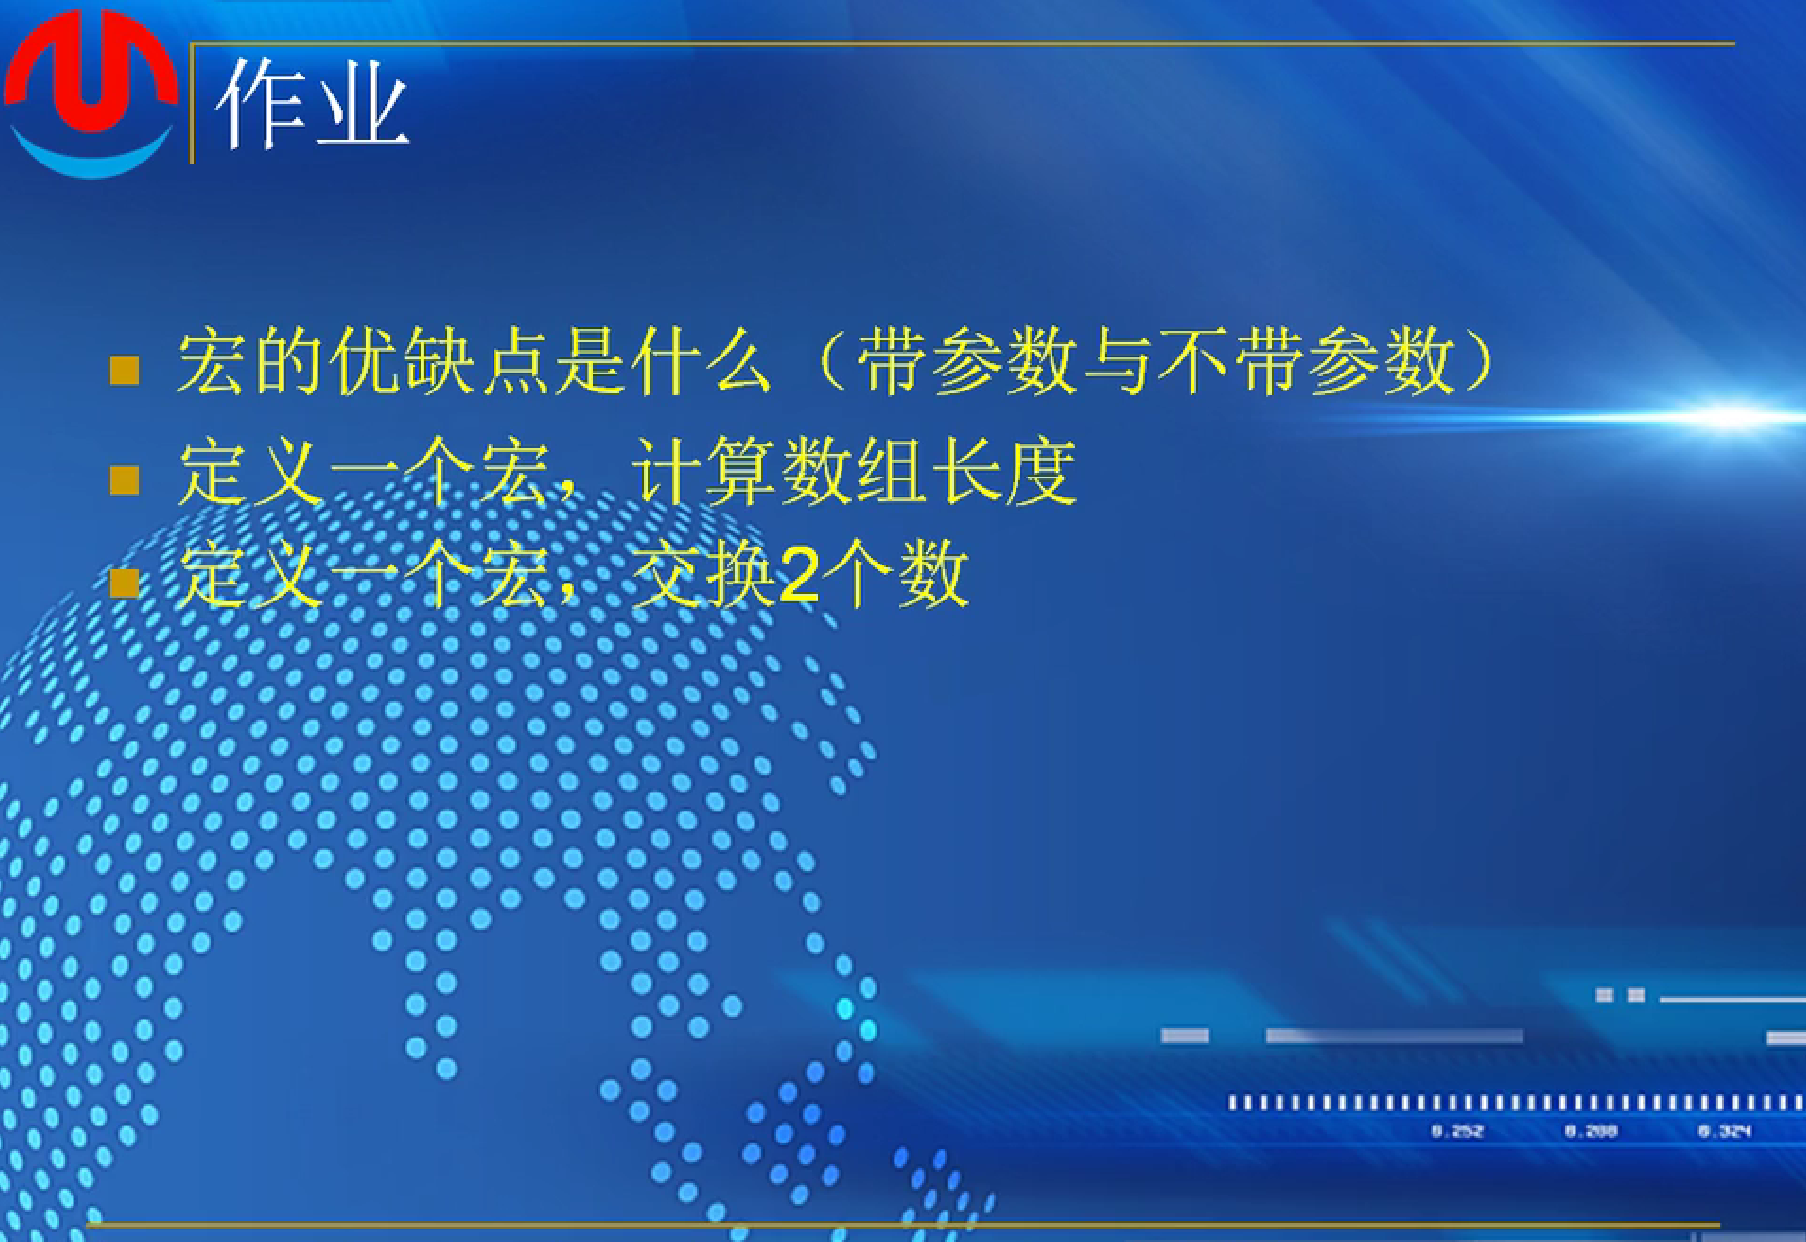 作业
宏的优缺点是什么（带参数与不带参数）
定义一个宏，计算数组长度
定义一个宏，交换2个数
0.252 0.288 0.324